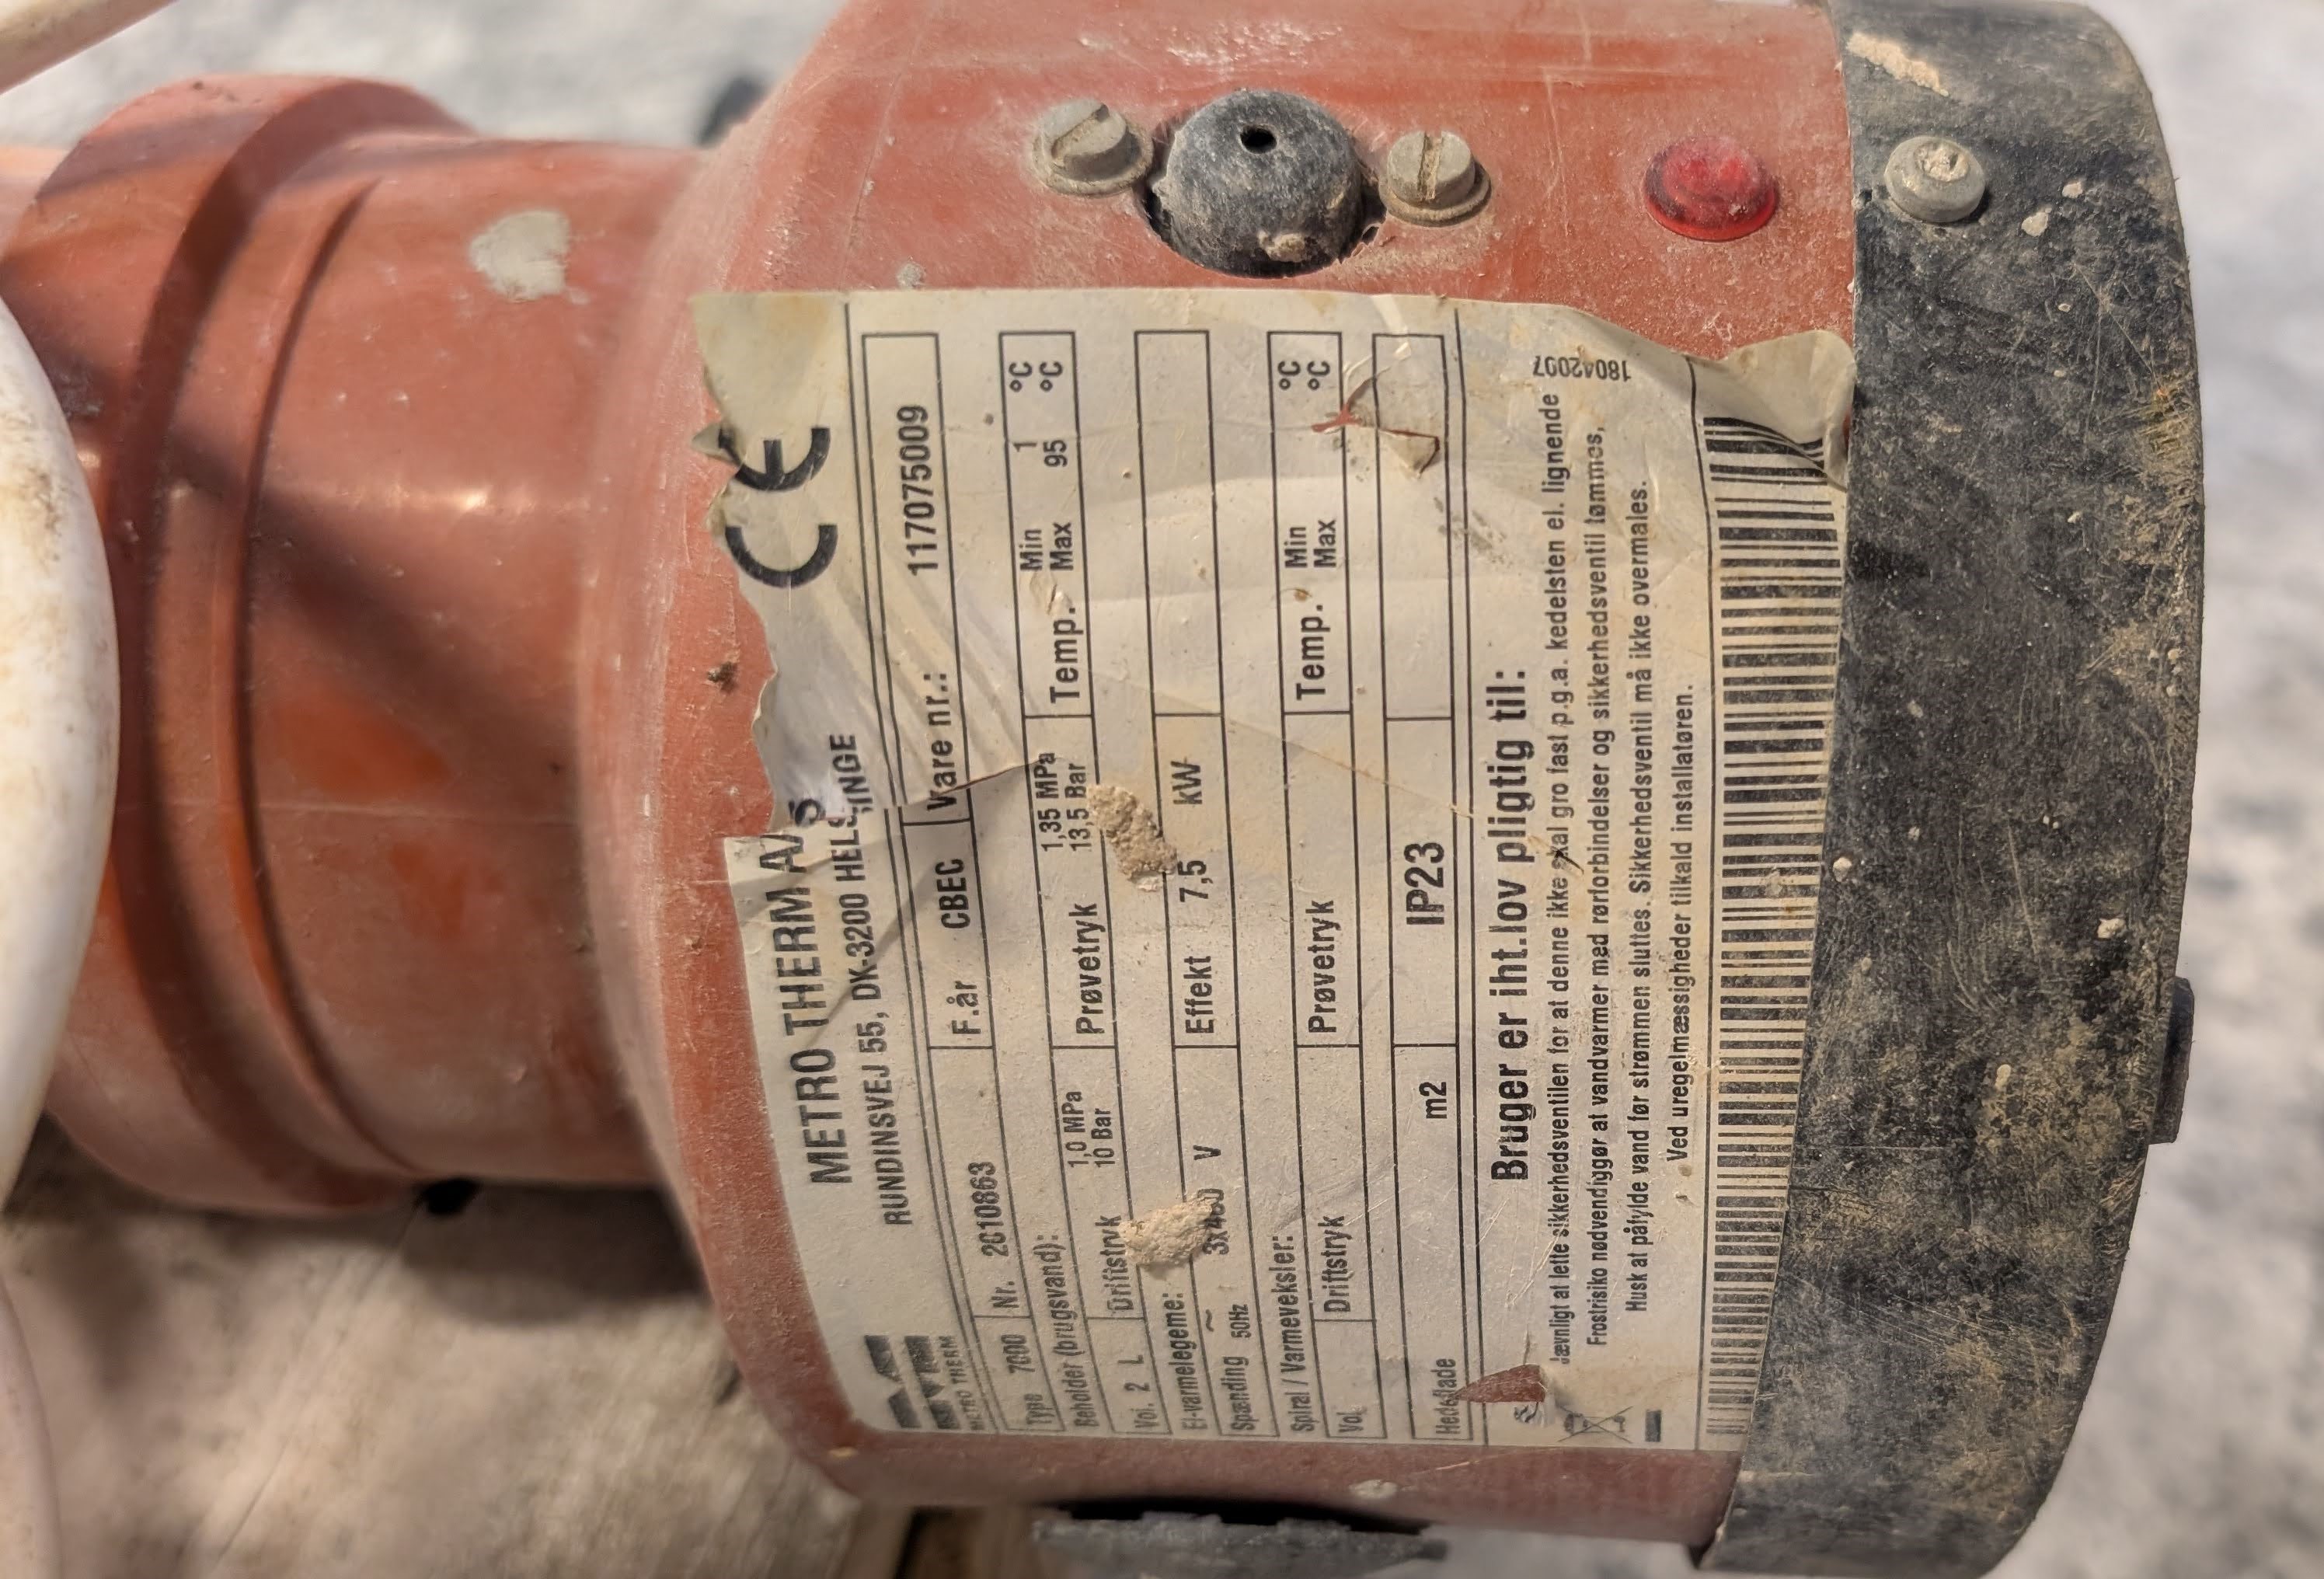 CE
METRO THERM A/S
RUNDINSVEJ 55, DK-3200 HELSINGE
METRO THERM
Type 7000 Nr. 2010863 F.år CBEC Vare nr.: 117075009
Beholder (brugsvand):
Vol. 2 L Driftstryk 1,0 MPa 10 Bar Prøvetryk 1,35 MPa 13,5 Bar Temp. Min 1 °C Max 95 °C
El-varmelegeme:
Spænding ~ 50Hz V Effekt 7,5 kW
Spiral / Varmeveksler:
Vol. Driftstryk Prøvetryk Temp. Min °C Max °C
Hedeflade m2 IP23
Bruger er iht.lov pligtig til:
Jævnligt at lette sikkerhedsventilen for at denne ikke skal gro fast p.g.a. kedelsten el. lignende
Frostrisiko nødvendiggør at vandvarmer med rørforbindelser og sikkerhedsventil tømmes,
Husk at påfylde vand før strømmen sluttes. Sikkerhedsventil må ikke overmales.
Ved uregelmæssigheder tilkald installatøren.
18042097